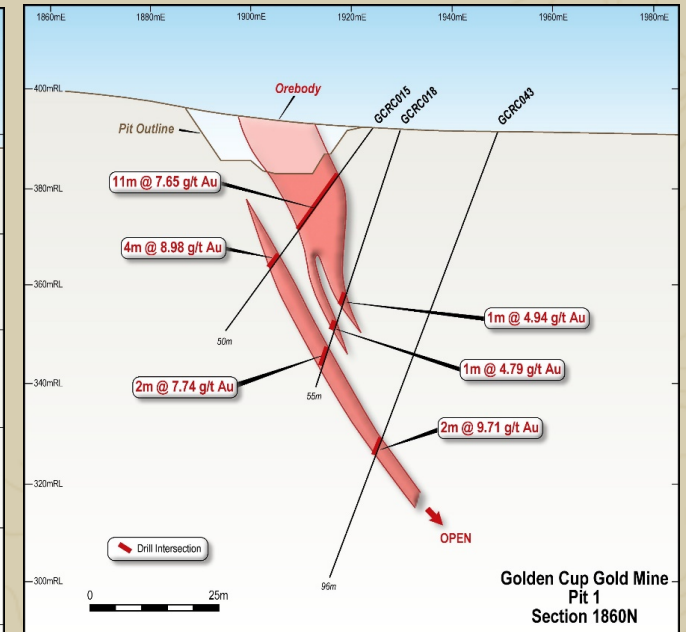 1860mE 1880mE 1900mE 1920mE 1940mE 1960mE 1980mE
400mRL
Orebody
GCRC015
GCRC018
GCRC043
Pit Outline
380mRL
11m @ 7.65 g/t Au
4m @ 8.98 g/t Au
360mRL
1m @ 4.94 g/t Au
50m
1m @ 4.79 g/t Au
340mRL
2m @ 7.74 g/t Au
55m
2m @ 9.71 g/t Au
320mRL
OPEN
Drill Intersection
300mRL
96m
0 25m
Golden Cup Gold Mine
Pit 1
Section 1860N